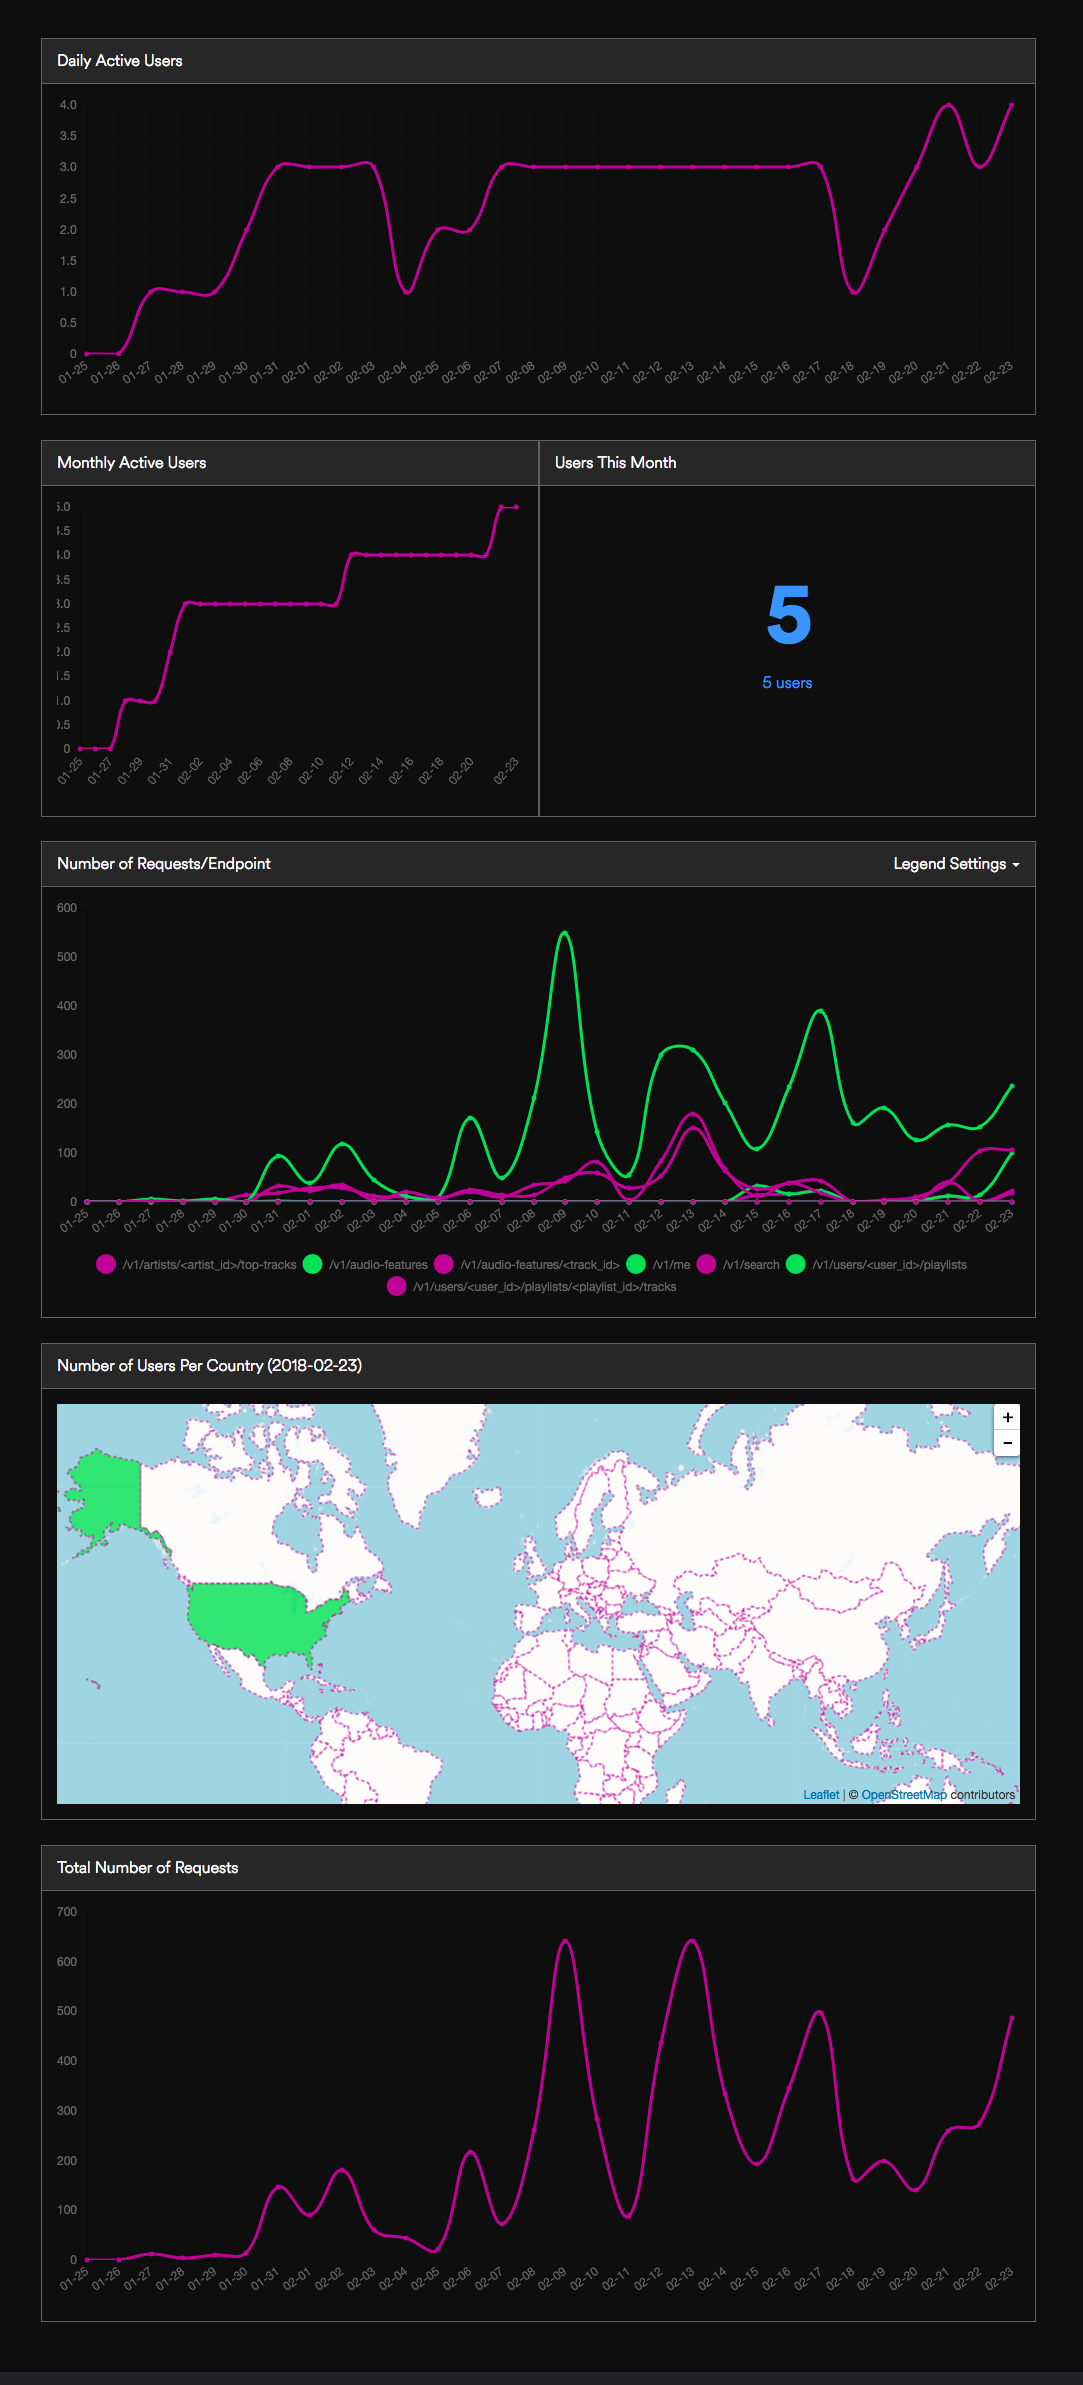 Daily Active Users
4.0
3.5
3.0
2.5
2.0
1.5
1.0
0.5
0
01-25 01-26 01-27 01-28 01-29 01-30 01-31 02-01 02-02 02-03 02-04 02-05 02-06 02-07 02-08 02-09 02-10 02-11 02-12 02-13 02-14 02-15 02-16 02-17 02-18 02-19 02-20 02-21 02-22 02-23
Monthly Active Users
5.0
4.5
4.0
3.5
3.0
2.5
2.0
1.5
1.0
0.5
0
01-25 01-27 01-29 01-31 02-02 02-04 02-06 02-08 02-10 02-12 02-14 02-16 02-18 02-20 02-23
Users This Month
5
5 users
Number of Requests/Endpoint
Legend Settings
600
500
400
300
200
100
0
01-25 01-26 01-27 01-28 01-29 01-30 01-31 02-01 02-02 02-03 02-04 02-05 02-06 02-07 02-08 02-09 02-10 02-11 02-12 02-13 02-14 02-15 02-16 02-17 02-18 02-19 02-20 02-21 02-22 02-23
/v1/artists/<artist_id>/top-tracks /v1/audio-features /v1/audio-features/<track_id> /v1/me /v1/search /v1/users/<user_id>/playlists
/v1/users/<user_id>/playlists/<playlist_id>/tracks
Number of Users Per Country (2018-02-23)
+
−
Leaflet | © OpenStreetMap contributors
Total Number of Requests
700
600
500
400
300
200
100
0
01-25 01-26 01-27 01-28 01-29 01-30 01-31 02-01 02-02 02-03 02-04 02-05 02-06 02-07 02-08 02-09 02-10 02-11 02-12 02-13 02-14 02-15 02-16 02-17 02-18 02-19 02-20 02-21 02-22 02-23